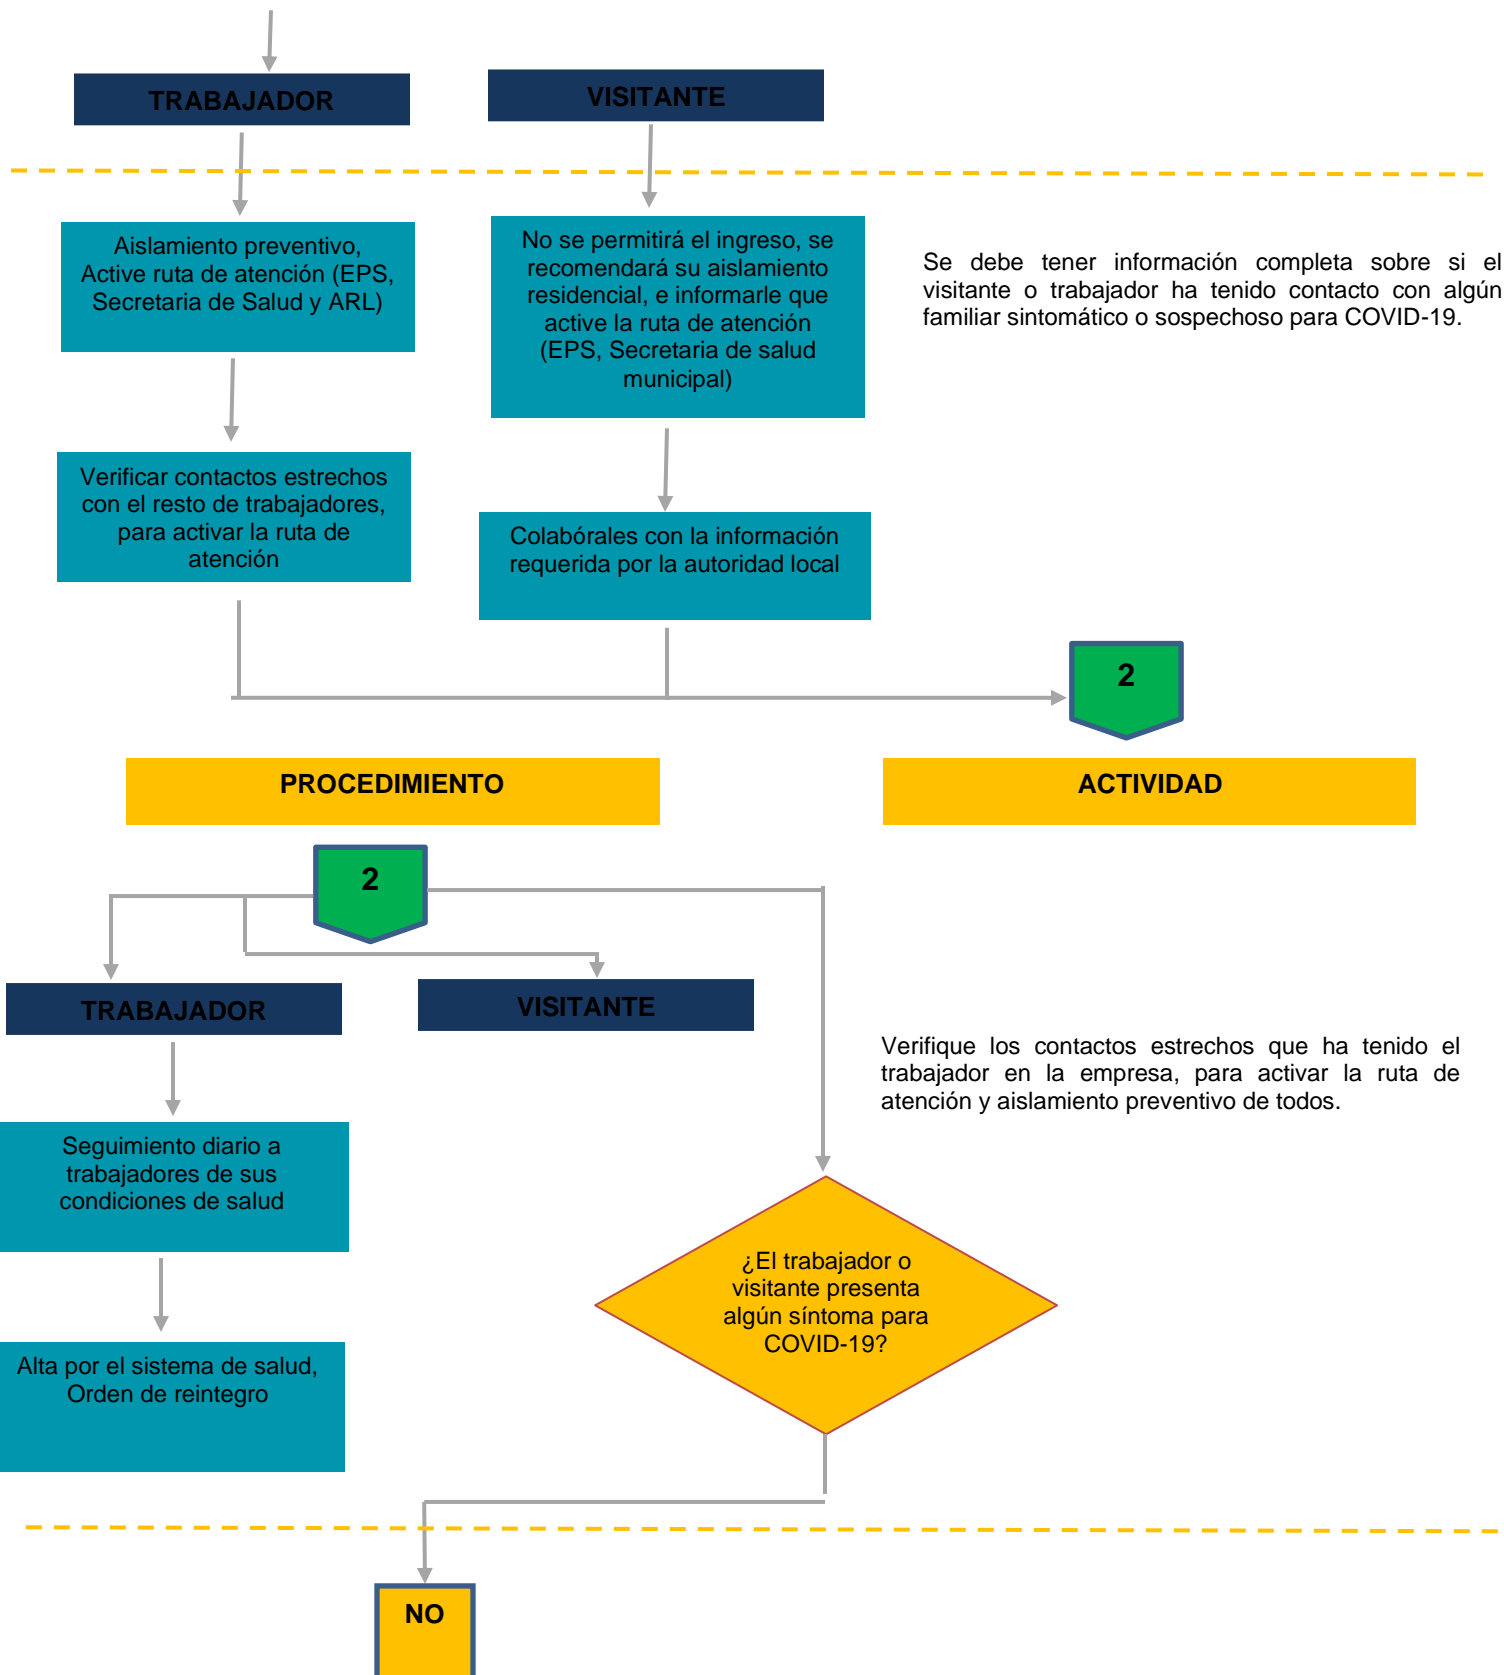 TRABAJADOR
VISITANTE
Aislamiento preventivo,
Active ruta de atención (EPS,
Secretaria de Salud y ARL)
No se permitirá el ingreso, se
recomendará su aislamiento
residencial, e informarle que
active la ruta de atención
(EPS, Secretaria de salud
municipal)
Se debe tener información completa sobre si el
visitante o trabajador ha tenido contacto con algún
familiar sintomático o sospechoso para COVID-19.
Verificar contactos estrechos
con el resto de trabajadores,
para activar la ruta de
atención
Colabórales con la información
requerida por la autoridad local
2
PROCEDIMIENTO
ACTIVIDAD
2
TRABAJADOR
VISITANTE
Verifique los contactos estrechos que ha tenido el
trabajador en la empresa, para activar la ruta de
atención y aislamiento preventivo de todos.
Seguimiento diario a
trabajadores de sus
condiciones de salud
¿El trabajador o
visitante presenta
algún síntoma para
COVID-19?
Alta por el sistema de salud,
Orden de reintegro
NO